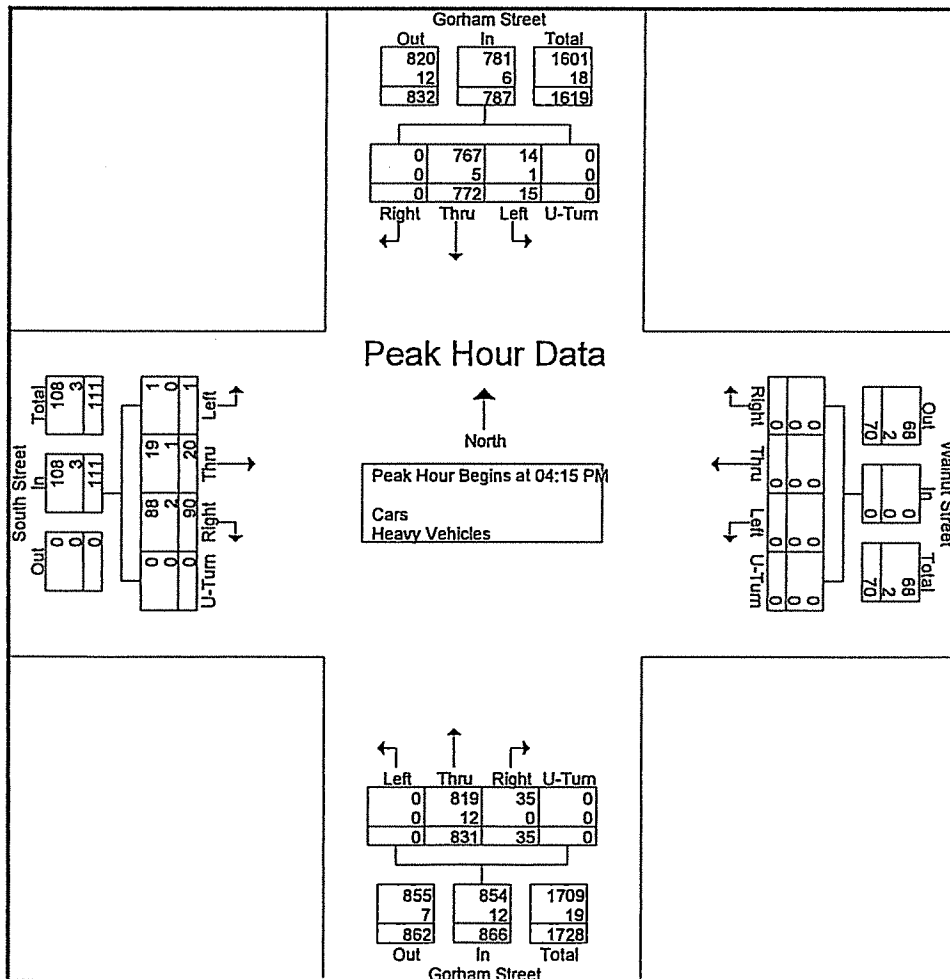 Gorham Street
Out In Total
820 781 1601
12 6 18
832 787 1619
0 767 14 0
0 5 1 0
0 772 15 0
Right Thru Left U-Turn
Peak Hour Data
North
Peak Hour Begins at 04:15 PM
Cars
Heavy Vehicles
South Street
Total In Out
108 108 0
3 3 0
111 111 0
1 19 88 0
0 1 2 0
1 20 90 0
Left Thru Right U-Turn
Walnut Street
Out In Total
68 0 68
2 0 2
70 0 70
Right Thru Left U-Turn
0 0 0 0
0 0 0 0
0 0 0 0
Left Thru Right U-Turn
0 819 35 0
0 12 0 0
0 831 35 0
855 854 1709
7 12 19
862 866 1728
Out In Total
Gorham Street